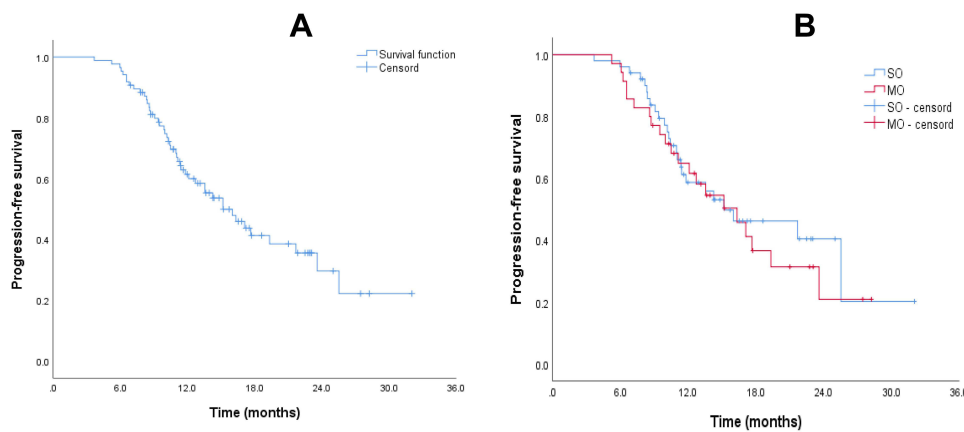 A
Survival function
Censord
Progression-free survival
1.0
0.8
0.6
0.4
0.2
0.0
.0 6.0 12.0 18.0 24.0 30.0 36.0
Time (months)
B
SO
MO
SO - censord
MO - censord
Progression-free survival
1.0
0.8
0.6
0.4
0.2
0.0
.0 6.0 12.0 18.0 24.0 30.0 36.0
Time (months)